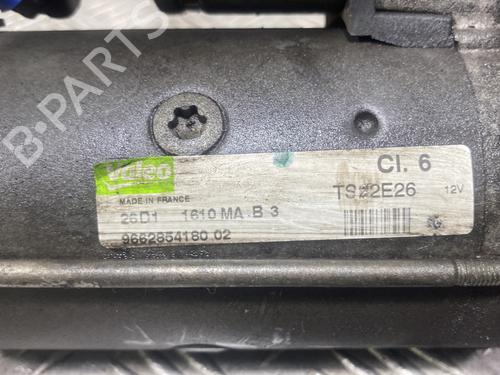 B-PARTS
Valeo
Cl. 6
MADE IN FRANCE
TS22E26 12V
26D1 1610 MA B 3
9662854180 02